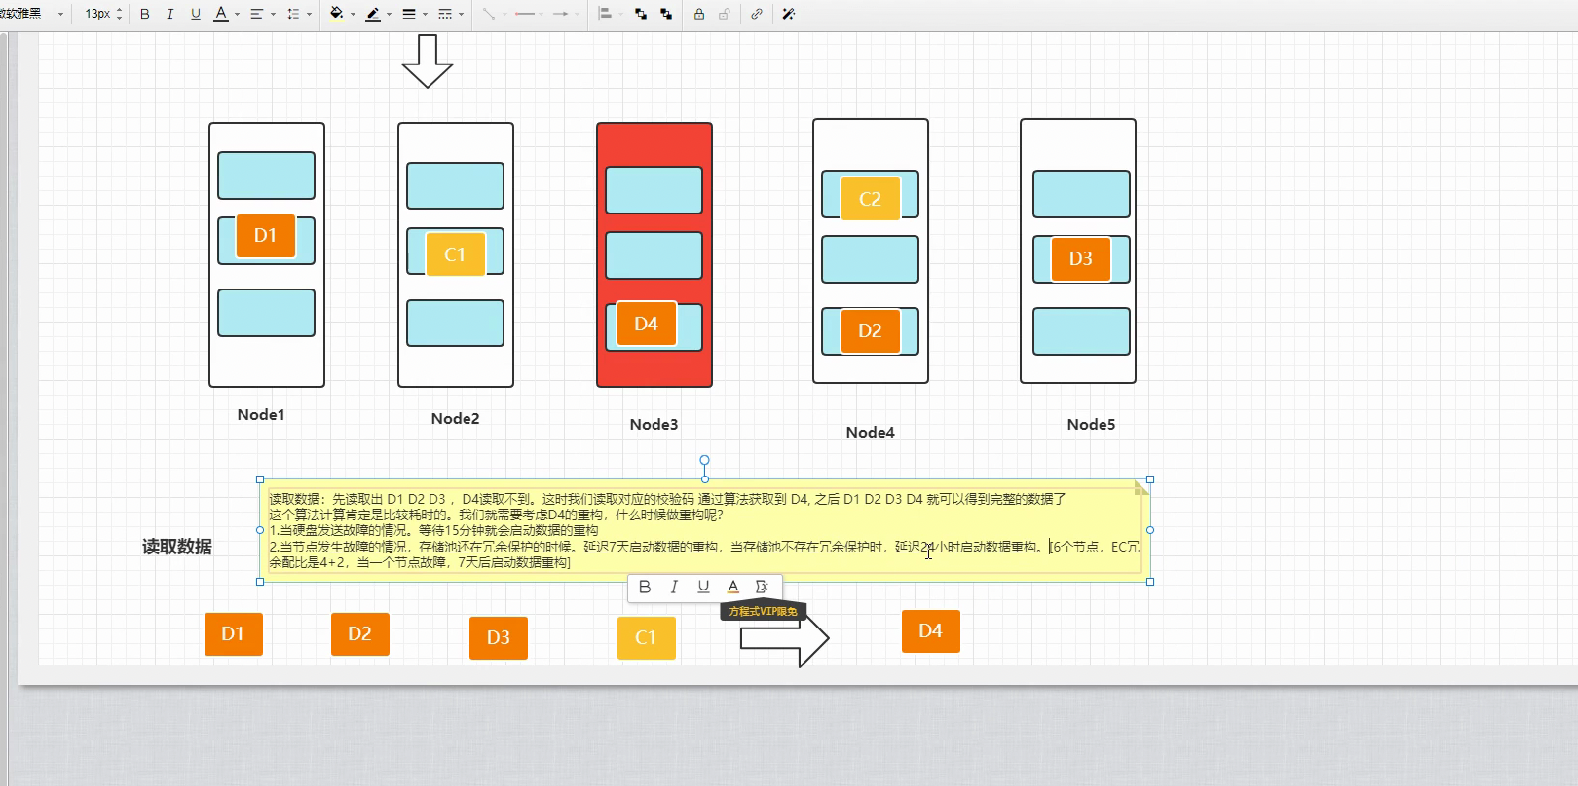 微软雅黑 13px B I U A
C2
D1
C1
D3
D4
D2
Node1
Node2
Node3
Node4
Node5
读取数据：先读取出 D1 D2 D3 ，D4读取不到。这时我们读取对应的校验码 通过算法获取到 D4, 之后 D1 D2 D3 D4 就可以得到完整的数据了
这个算法计算肯定是比较耗时的。我们就需要考虑D4的重构，什么时候做重构呢？
1.当硬盘发送故障的情况。等待15分钟就会启动数据的重构
2.当节点发生故障的情况，存储池还在冗余保护的时候。延迟7天启动数据的重构，当存储池不存在冗余保护时，延迟24小时启动数据重构。[6个节点，EC冗
余配比是4+2，当一个节点故障，7天后启动数据重构]
读取数据
B I U A Σ
方程式VIP限免
D1
D2
D3
C1
D4